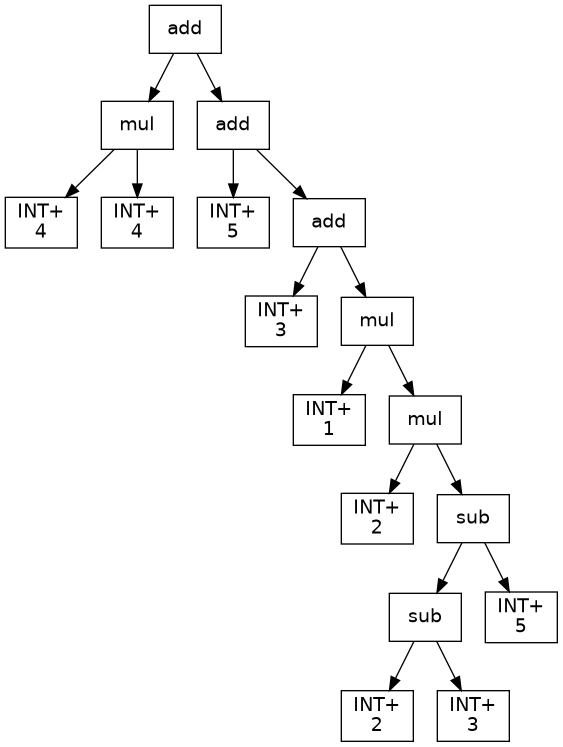 add
mul
add
INT+
4
INT+
4
INT+
5
add
INT+
3
mul
INT+
1
mul
INT+
2
sub
sub
INT+
5
INT+
2
INT+
3